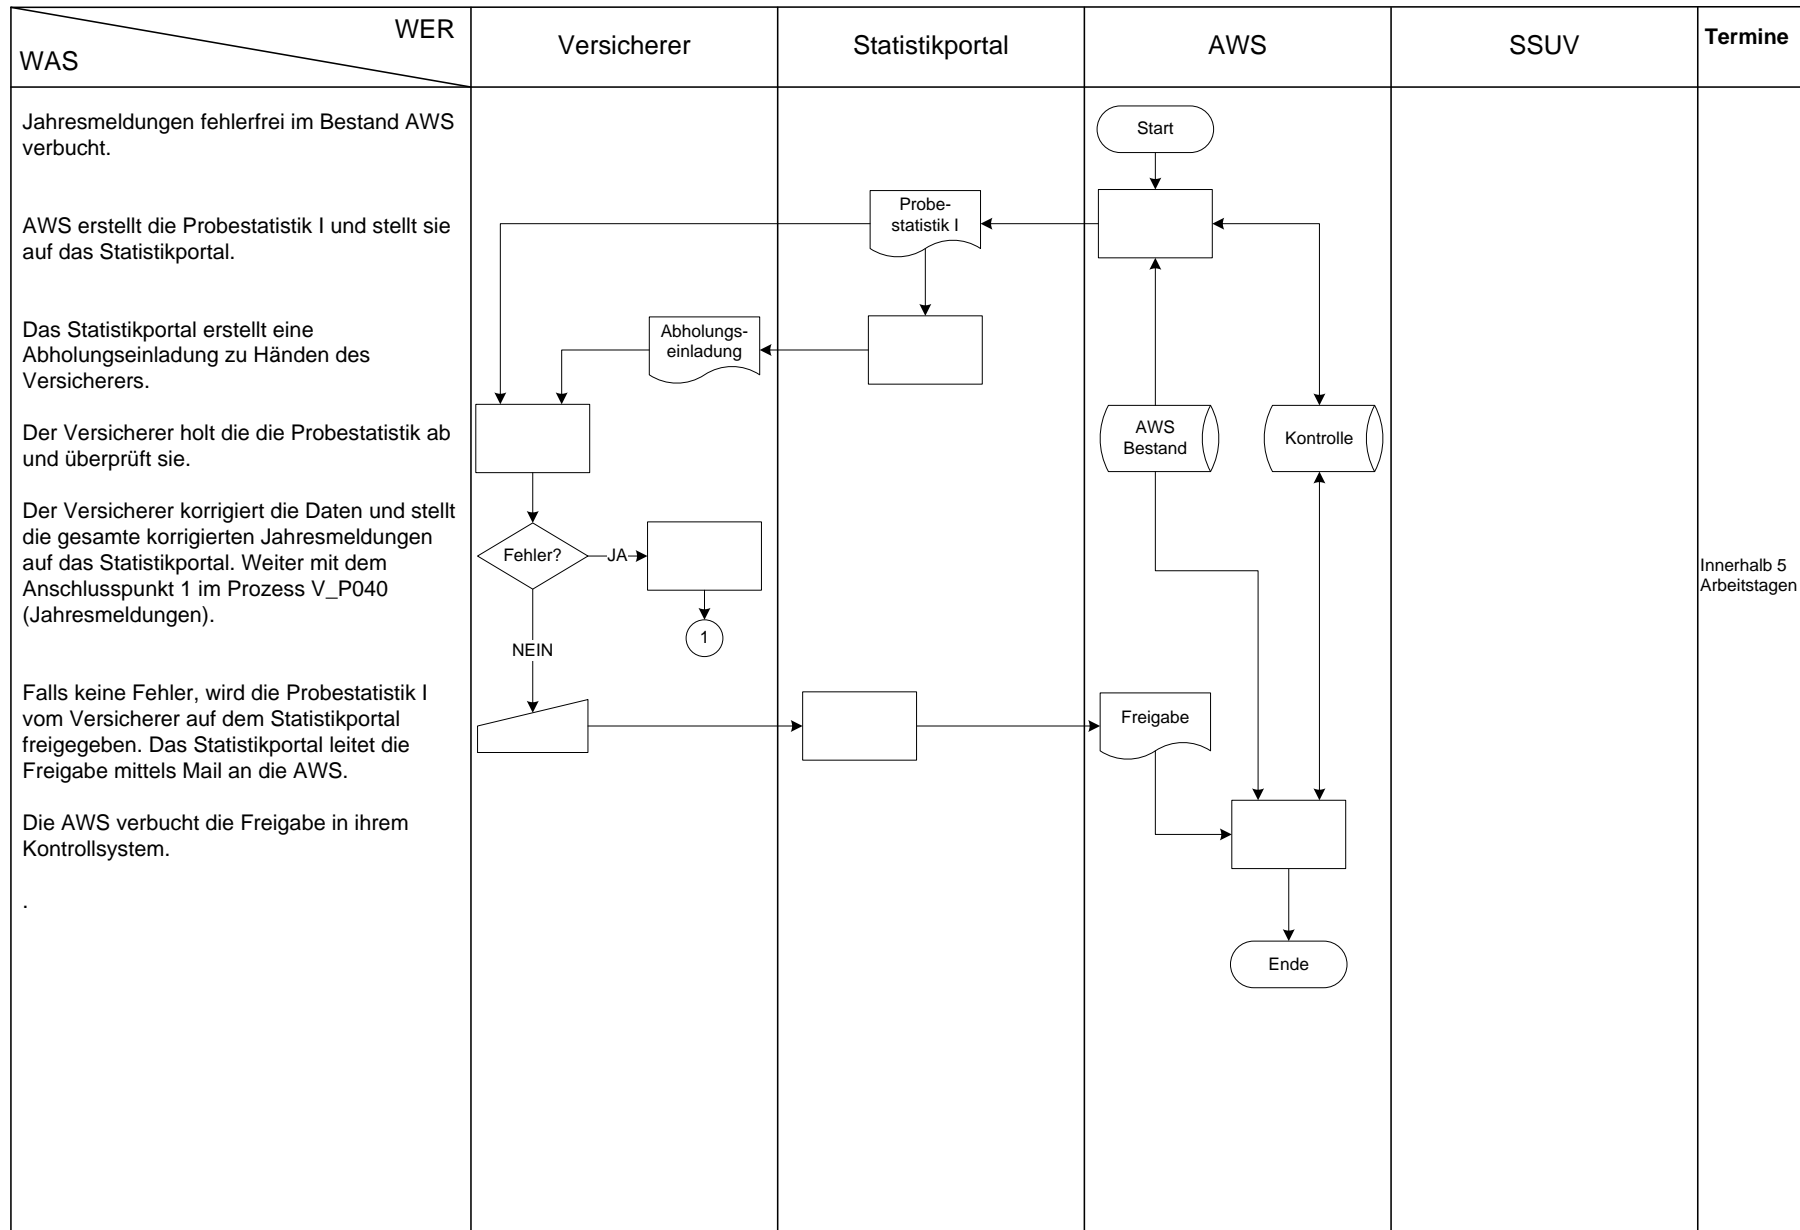 WER
WAS
Versicherer
Statistikportal
AWS
SSUV
Termine
Jahresmeldungen fehlerfrei im Bestand AWS
verbucht.
Start
AWS erstellt die Probestatistik I und stellt sie
auf das Statistikportal.
Probe-
statistik I
Das Statistikportal erstellt eine
Abholungseinladung zu Händen des
Versicherers.
Abholungs-
einladung
Der Versicherer holt die die Probestatistik ab
und überprüft sie.
AWS
Bestand
Kontrolle
Der Versicherer korrigiert die Daten und stellt
die gesamte korrigierten Jahresmeldungen
auf das Statistikportal. Weiter mit dem
Anschlusspunkt 1 im Prozess V_P040
(Jahresmeldungen).
Fehler?
JA
1
NEIN
Innerhalb 5
Arbeitstagen
Falls keine Fehler, wird die Probestatistik I
vom Versicherer auf dem Statistikportal
freigegeben. Das Statistikportal leitet die
Freigabe mittels Mail an die AWS.
Freigabe
Die AWS verbucht die Freigabe in ihrem
Kontrollsystem.
.
Ende